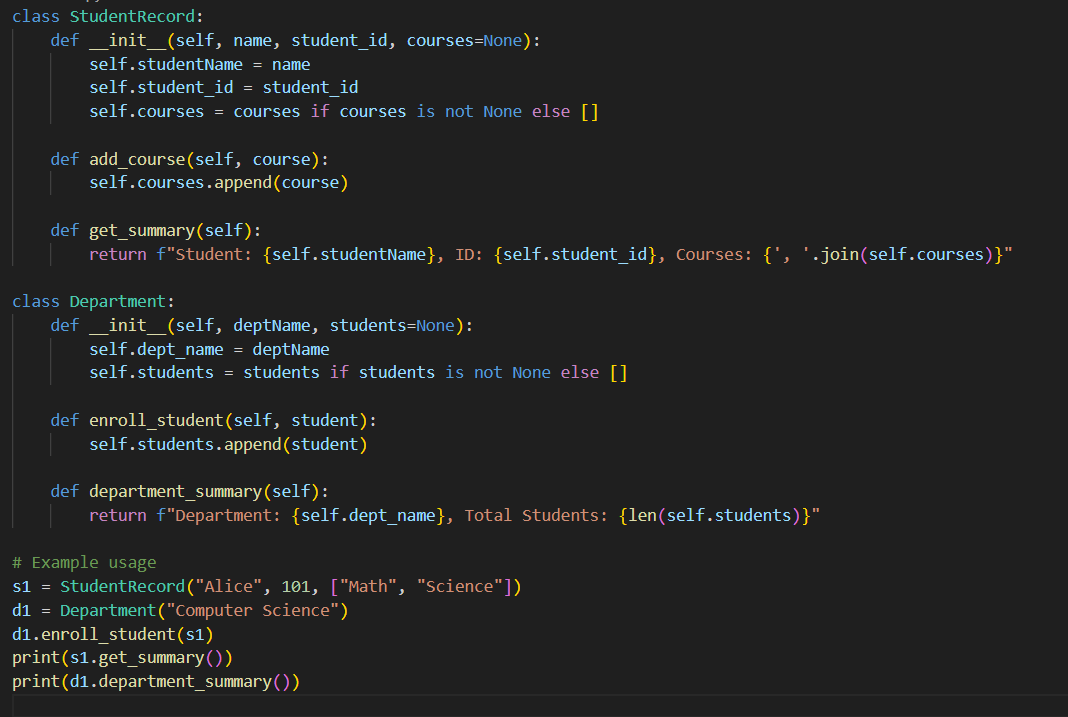 class StudentRecord:
    def __init__(self, name, student_id, courses=None):
        self.studentName = name
        self.student_id = student_id
        self.courses = courses if courses is not None else []

    def add_course(self, course):
        self.courses.append(course)

    def get_summary(self):
        return f"Student: {self.studentName}, ID: {self.student_id}, Courses: {', '.join(self.courses)}"

class Department:
    def __init__(self, deptName, students=None):
        self.dept_name = deptName
        self.students = students if students is not None else []

    def enroll_student(self, student):
        self.students.append(student)

    def department_summary(self):
        return f"Department: {self.dept_name}, Total Students: {len(self.students)}"

# Example usage
s1 = StudentRecord("Alice", 101, ["Math", "Science"])
d1 = Department("Computer Science")
d1.enroll_student(s1)
print(s1.get_summary())
print(d1.department_summary())